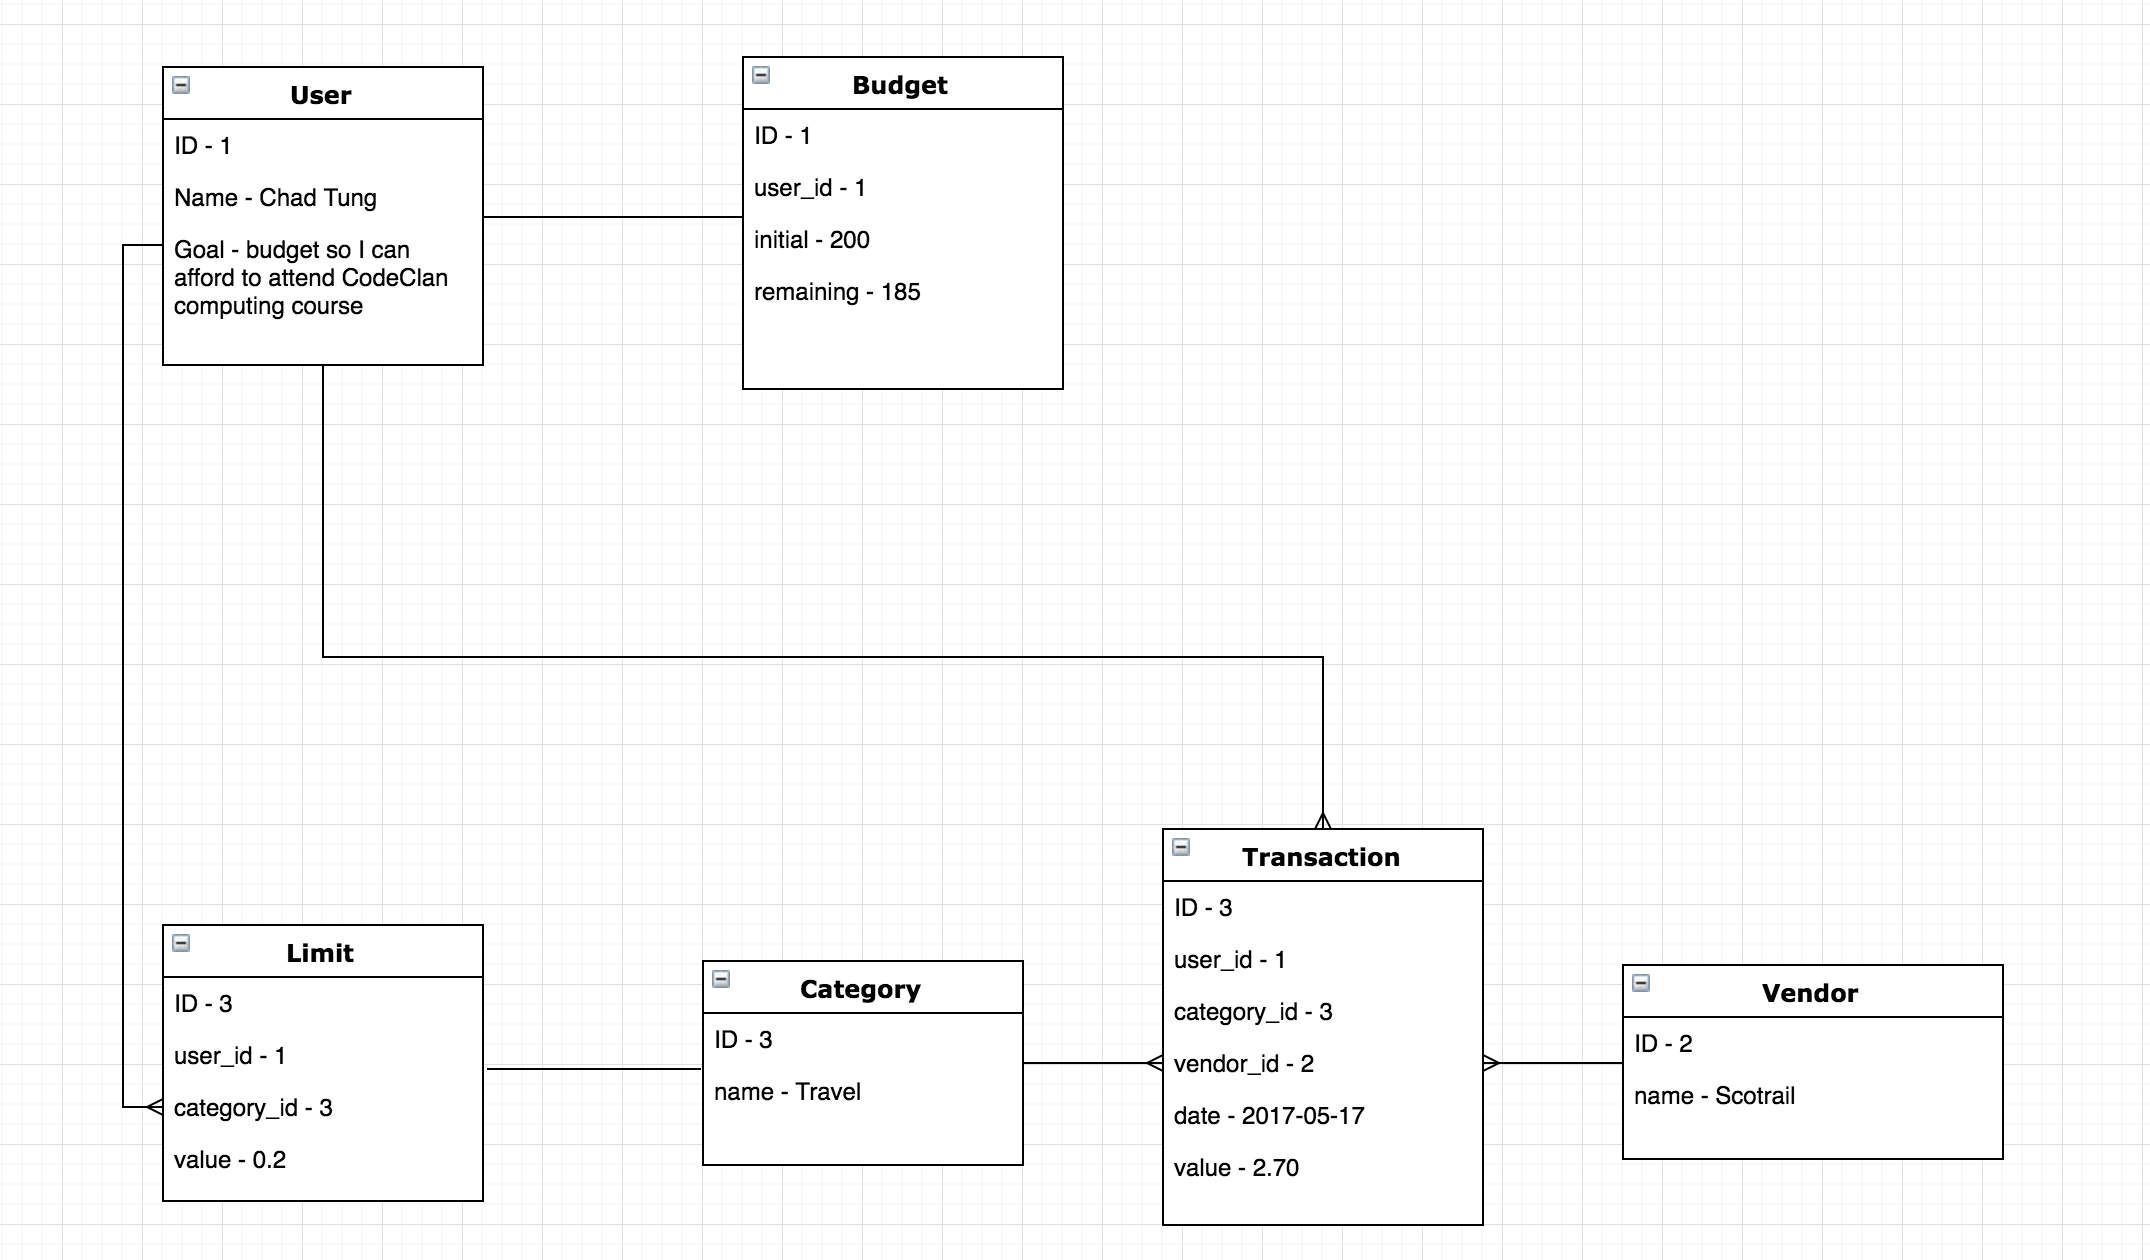 User
ID - 1
Name - Chad Tung
Goal - budget so I can
afford to attend CodeClan
computing course
Budget
ID - 1
user_id - 1
initial - 200
remaining - 185
Limit
ID - 3
user_id - 1
category_id - 3
value - 0.2
Category
ID - 3
name - Travel
Transaction
ID - 3
user_id - 1
category_id - 3
vendor_id - 2
date - 2017-05-17
value - 2.70
Vendor
ID - 2
name - Scotrail